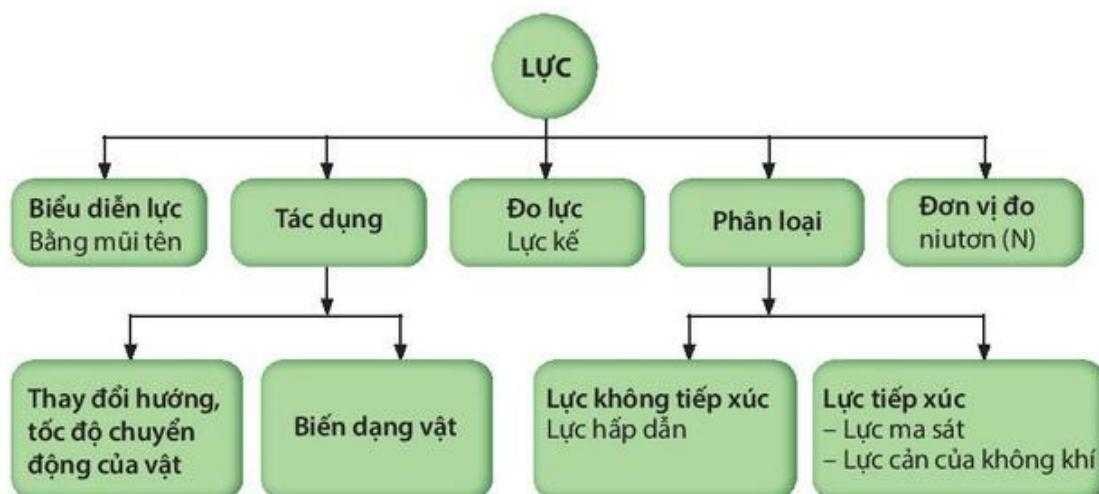 LỰC
Biểu diễn lực
Bằng mũi tên
Tác dụng
Đo lực
Lực kế
Phân loại
Đơn vị đo
niutơn (N)
Thay đổi hướng,
tốc độ chuyển
động của vật
Biến dạng vật
Lực không tiếp xúc
Lực hấp dẫn
Lực tiếp xúc
– Lực ma sát
– Lực cản của không khí